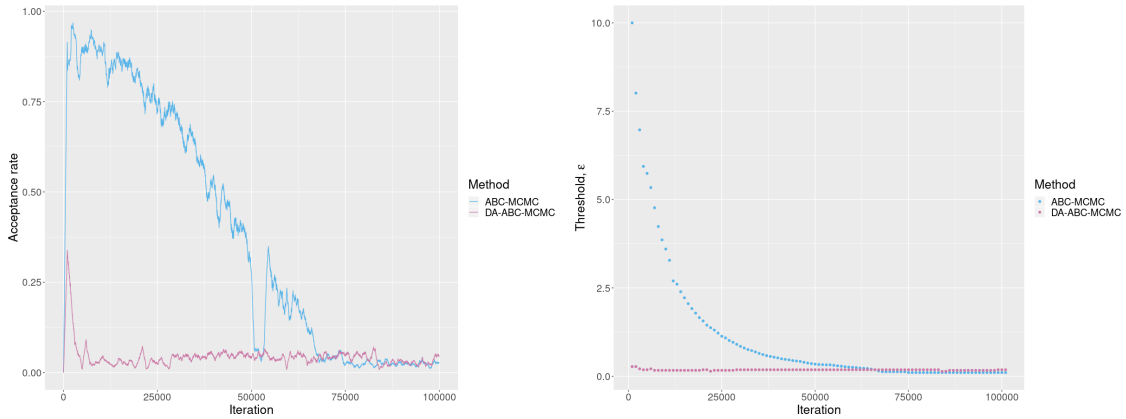 1.00
0.75
0.50
0.25
0.00
Acceptance rate
0
25000
50000
75000
100000
Iteration
Method
ABC-MCMC
DA-ABC-MCMC
10.0
7.5
5.0
2.5
0.0
Threshold, ε
0
25000
50000
75000
100000
Iteration
Method
ABC-MCMC
DA-ABC-MCMC